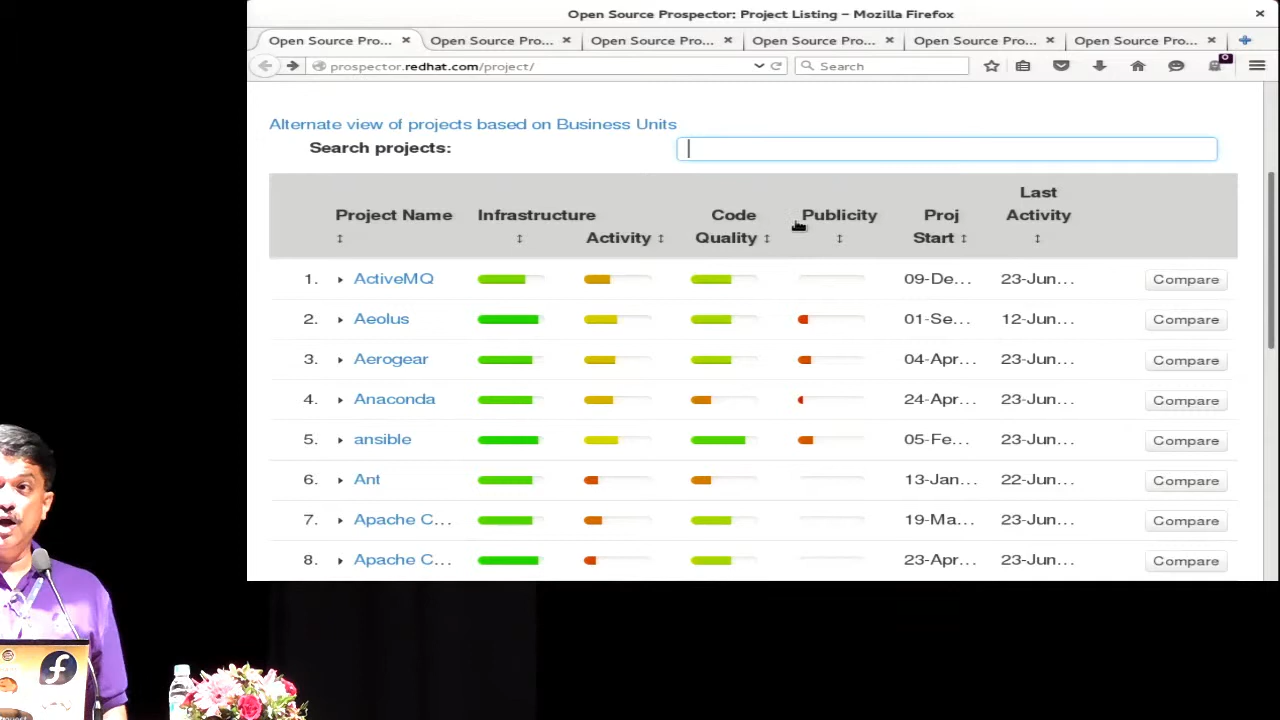 Open Source Prospector: Project Listing – Mozilla Firefox
Open Source Pro... Open Source Pro... Open Source Pro... Open Source Pro... Open Source Pro... Open Source Pro...
prospector.redhat.com/project/ Search
Alternate view of projects based on Business Units
Search projects:
Project Name Infrastructure Activity Code Quality Publicity Proj Start Last Activity
1. ActiveMQ 09-De... 23-Jun... Compare
2. Aeolus 01-Se... 12-Jun... Compare
3. Aerogear 04-Apr... 23-Jun... Compare
4. Anaconda 24-Apr... 23-Jun... Compare
5. ansible 05-Fe... 23-Jun... Compare
6. Ant 13-Jan... 22-Jun... Compare
7. Apache C... 19-Ma... 23-Jun... Compare
8. Apache C... 23-Apr... 23-Jun... Compare